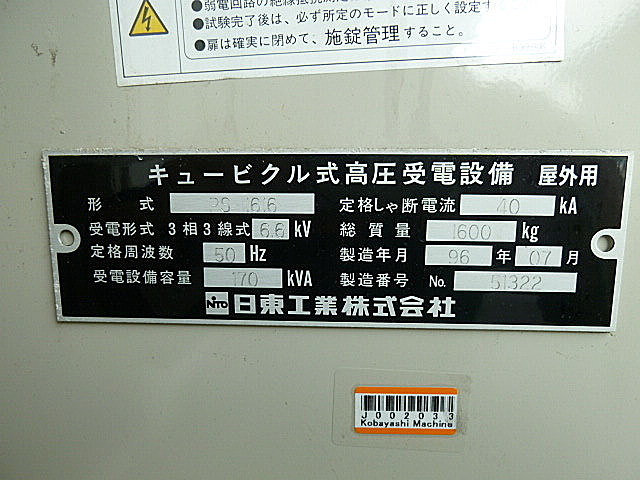 ●試験完了後は、必ず所定のモードに正しく設定す
●扉は確実に閉めて、施錠管理すること。
キュービクル式高圧受電設備 屋外用
形式 PS-16.6 定格しゃ断電流 40 kA
受電形式 3相3線式 6.6 kV 総質量 1600 kg
定格周波数 50 Hz 製造年月 96 年 07 月
受電設備容量 170 kVA 製造番号 No. 51322
NITO 日東工業株式会社
J002033
Kobayashi Machine